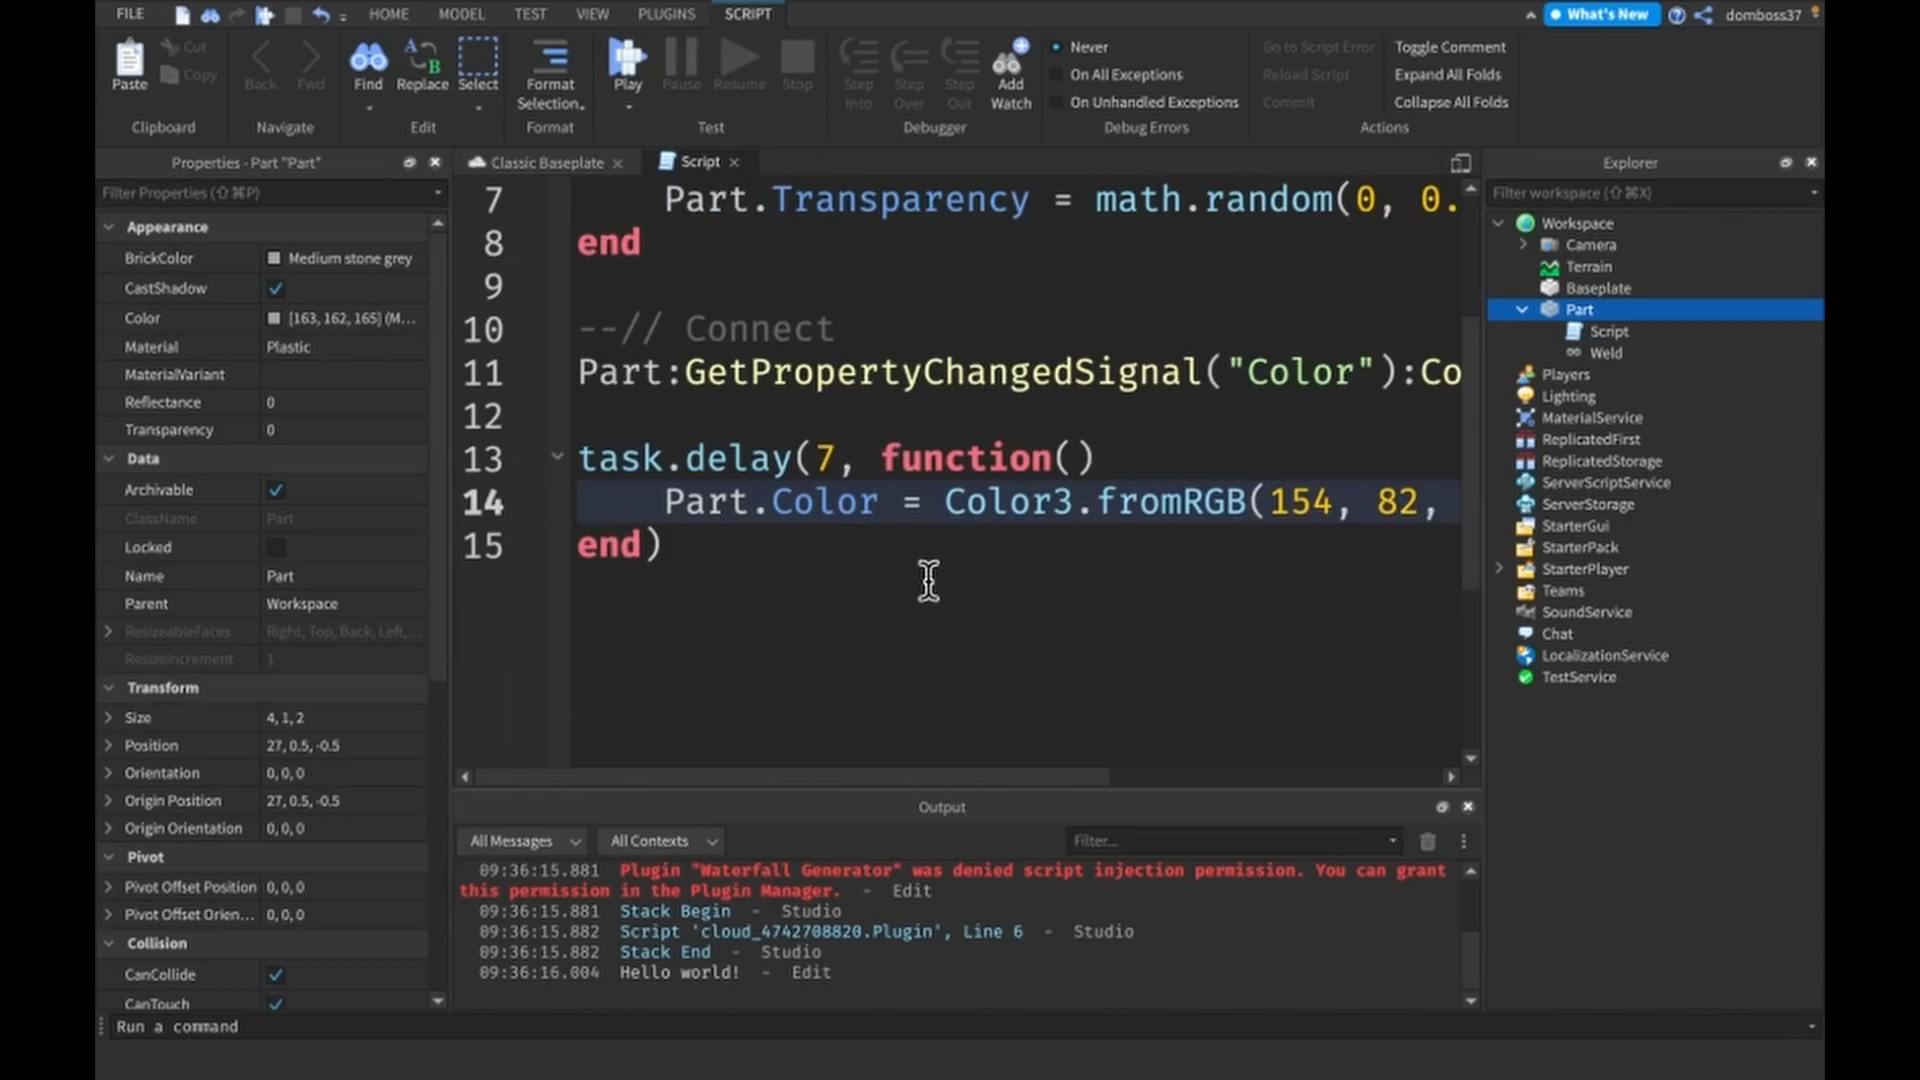 FILE HOME MODEL TEST VIEW PLUGINS SCRIPT What's New domboss37
Paste Cut Copy
Back Fwd
Find Replace Select
Format Selection
Play Pause Resume Stop
Step Into Step Over Step Out Add Watch
Never
On All Exceptions
On Unhandled Exceptions
Go to Script Error
Reload Script
Commit
Toggle Comment
Expand All Folds
Collapse All Folds
Clipboard Navigate Edit Format Test Debugger Debug Errors Actions
Properties - Part "Part"
Filter Properties (⇧⌘P)
Appearance
BrickColor Medium stone grey
CastShadow
Color [163, 162, 165] (M...
Material Plastic
MaterialVariant
Reflectance 0
Transparency 0
Data
Archivable
ClassName Part
Locked
Name Part
Parent Workspace
ResizeableFaces Right, Top, Back, Left,...
ResizeIncrement 1
Transform
Size 4, 1, 2
Position 27, 0.5, -0.5
Orientation 0, 0, 0
Origin Position 27, 0.5, -0.5
Origin Orientation 0, 0, 0
Pivot
Pivot Offset Position 0, 0, 0
Pivot Offset Orien... 0, 0, 0
Collision
CanCollide
CanTouch
Classic Baseplate Script
7 Part.Transparency = math.random(0, 0.
8 end
9
10 --// Connect
11 Part:GetPropertyChangedSignal("Color"):Co
12
13 task.delay(7, function()
14 Part.Color = Color3.fromRGB(154, 82,
15 end)
Output
All Messages All Contexts Filter...
09:36:15.881 Plugin "Waterfall Generator" was denied script injection permission. You can grant
this permission in the Plugin Manager. - Edit
09:36:15.881 Stack Begin - Studio
09:36:15.882 Script 'cloud_4742708820.Plugin', Line 6 - Studio
09:36:15.882 Stack End - Studio
09:36:16.004 Hello world! - Edit
Explorer
Filter workspace (⇧⌘X)
Workspace
Camera
Terrain
Baseplate
Part
Script
Weld
Players
Lighting
MaterialService
ReplicatedFirst
ReplicatedStorage
ServerScriptService
ServerStorage
StarterGui
StarterPack
StarterPlayer
Teams
SoundService
Chat
LocalizationService
TestService
Run a command